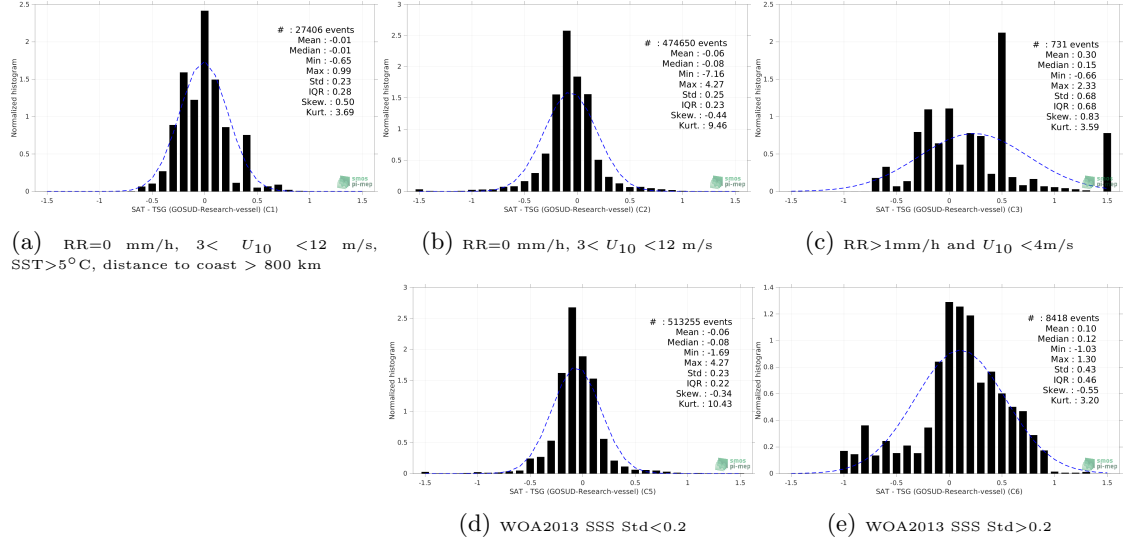 2.5
2
1.5
1
0.5
0
Normalized histogram
-1.5 -1 -0.5 0 0.5 1 1.5
SAT - TSG (GOSUD-Research-vessel) (C1)
# : 27406 events
Mean : -0.01
Median : -0.01
Min : -0.65
Max : 0.99
Std : 0.23
IQR : 0.28
Skew. : 0.50
Kurt. : 3.69
smos
pi-mep
(a) RR=0 mm/h, 3< U10 <12 m/s,
SST>5°C, distance to coast > 800 km
3
2.5
2
1.5
1
0.5
0
Normalized histogram
-1.5 -1 -0.5 0 0.5 1 1.5
SAT - TSG (GOSUD-Research-vessel) (C2)
# : 474650 events
Mean : -0.06
Median : -0.08
Min : -7.16
Max : 4.27
Std : 0.25
IQR : 0.23
Skew. : -0.44
Kurt. : 9.46
smos
pi-mep
(b) RR=0 mm/h, 3< U10 <12 m/s
2.5
2
1.5
1
0.5
0
Normalized histogram
-1.5 -1 -0.5 0 0.5 1 1.5
SAT - TSG (GOSUD-Research-vessel) (C3)
# : 731 events
Mean : 0.30
Median : 0.15
Min : -0.66
Max : 2.33
Std : 0.68
IQR : 0.68
Skew. : 0.83
Kurt. : 3.59
smos
pi-mep
(c) RR>1mm/h and U10 <4m/s
3
2.5
2
1.5
1
0.5
0
Normalized histogram
-1.5 -1 -0.5 0 0.5 1 1.5
SAT - TSG (GOSUD-Research-vessel) (C5)
# : 513255 events
Mean : -0.06
Median : -0.08
Min : -1.69
Max : 4.27
Std : 0.23
IQR : 0.22
Skew. : -0.34
Kurt. : 10.43
smos
pi-mep
(d) WOA2013 SSS Std<0.2
1.4
1.2
1
0.8
0.6
0.4
0.2
0
Normalized histogram
-1.5 -1 -0.5 0 0.5 1 1.5
SAT - TSG (GOSUD-Research-vessel) (C6)
# : 8418 events
Mean : 0.10
Median : 0.12
Min : -1.03
Max : 1.30
Std : 0.43
IQR : 0.46
Skew. : -0.55
Kurt. : 3.20
smos
pi-mep
(e) WOA2013 SSS Std>0.2